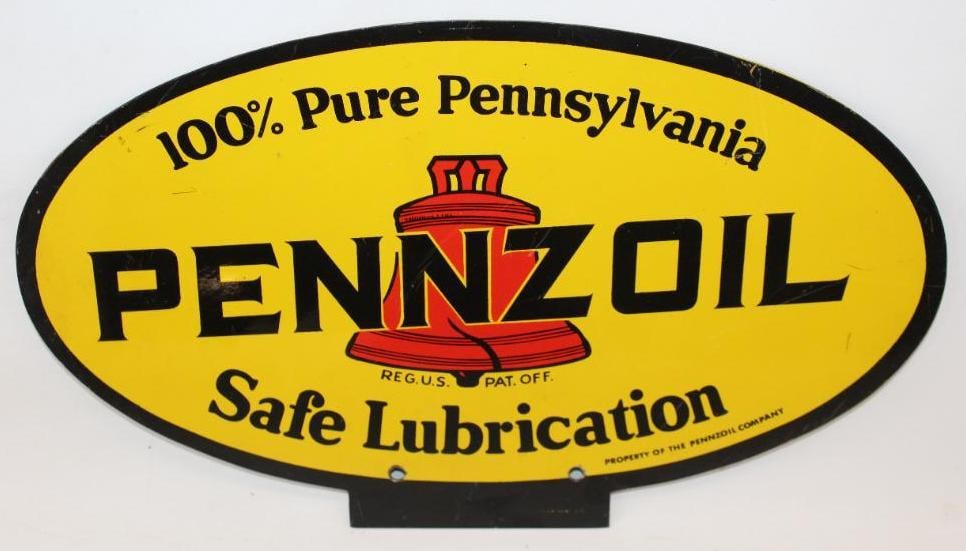 100% Pure Pennsylvania
PENNZOIL
REG.U.S. PAT. OFF.
Safe Lubrication
PROPERTY OF THE PENNZOIL COMPANY